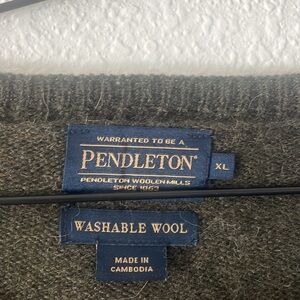 WARRANTED TO BE A
PENDLETON®
XL
PENDLETON WOOLEN MILLS
SINCE 1863
WASHABLE WOOL
MADE IN
CAMBODIA